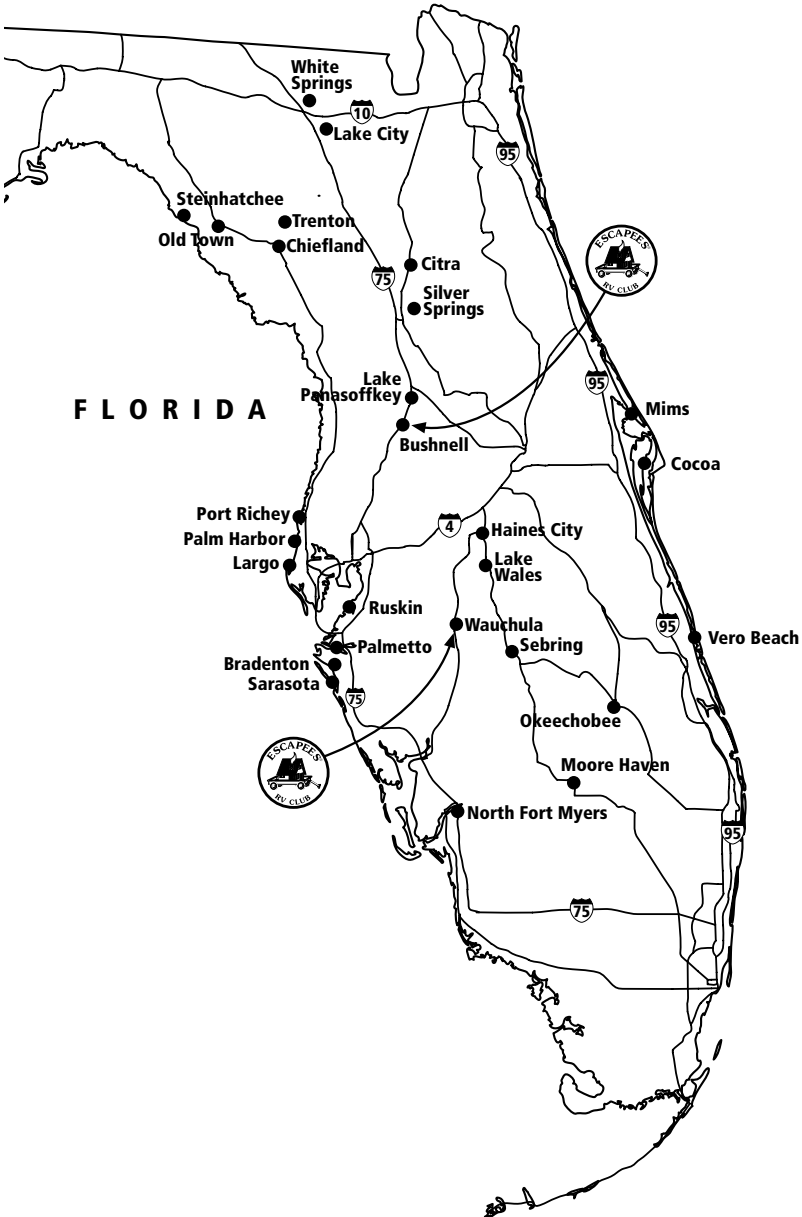 White
Springs
10
Lake City
95
Steinhatchee
Trenton
Old Town
Chiefland
ESCAPEES
RV CLUB
Citra
75
Silver
Springs
Lake
Panasoffkey
95
Mims
FLORIDA
Bushnell
Cocoa
Port Richey
4
Haines City
Palm Harbor
Largo
Lake
Wales
Ruskin
Wauchula
95
Vero Beach
Palmetto
Sebring
Bradenton
Sarasota
75
Okeechobee
ESCAPEES
RV CLUB
Moore Haven
North Fort Myers
95
75